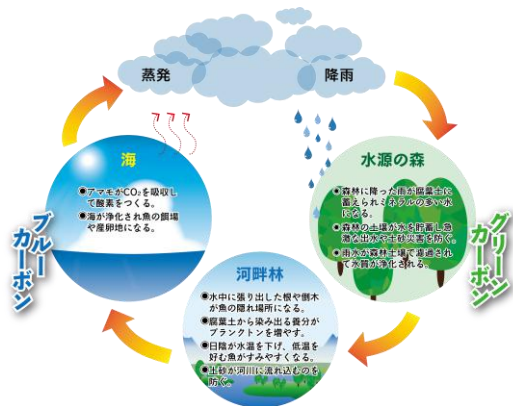 蒸発
降雨
海
●アマモがCO₂を吸収し
て酸素をつくる。
●海が浄化され魚の餌場
や産卵地になる。
水源の森
●森林に降った雨が腐葉土に
蓄えられミネラルの多い水
になる。
●森林の土壌が水を貯蓄し急
激な出水や土砂災害を防ぐ。
●雨水が森林土壌で濾過され
て水質が浄化される。
ブルー
カーボン
グリーン
カーボン
河畔林
●水中に張り出した根や倒木
が魚の隠れ場所になる。
●腐葉土から染み出る養分が
プランクトンを増やす。
●日陰が水温を下げ、低温を
好む魚がすみやすくなる。
●土砂が河川に流れ込むのを
防ぐ。